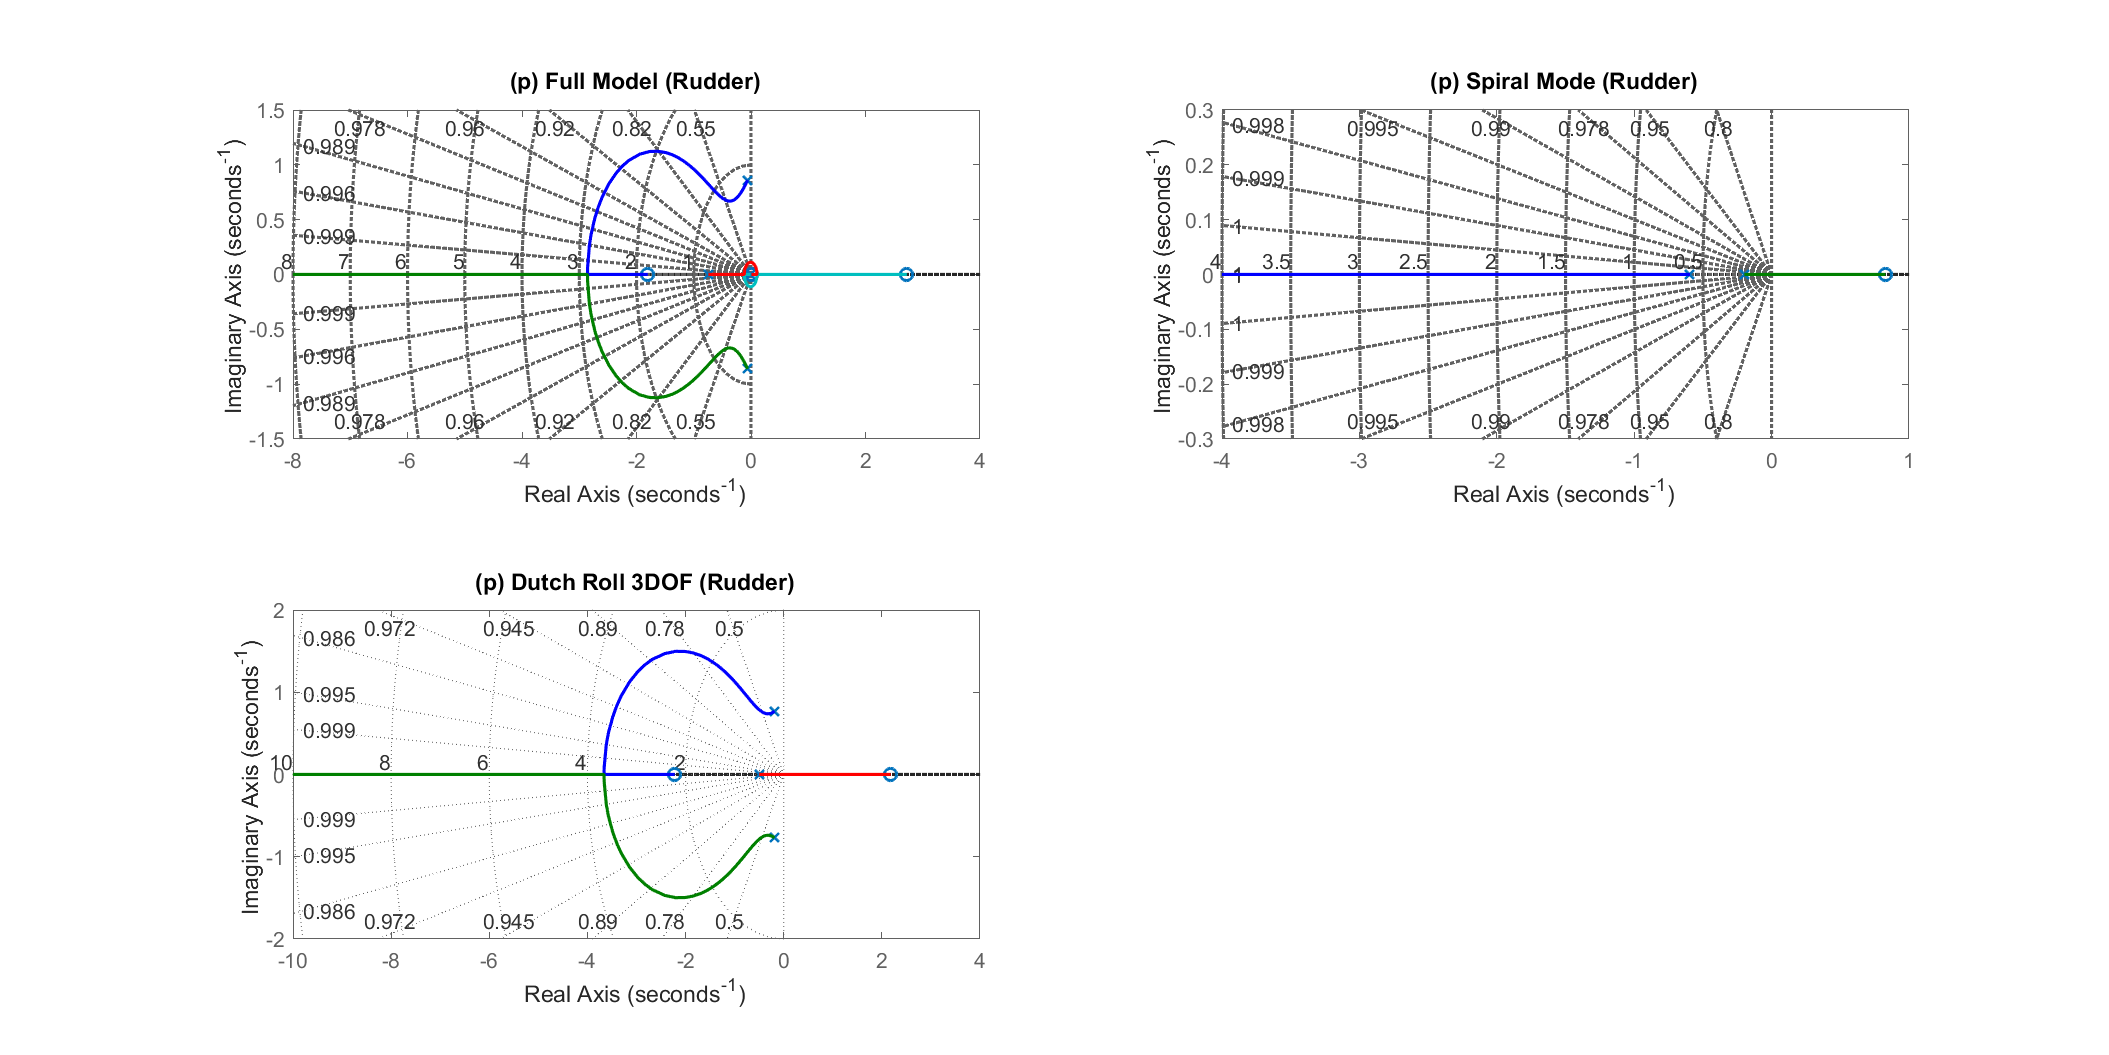 (p) Full Model (Rudder)
1.5
1
0.5
0
-0.5
-1
-1.5
Imaginary Axis (seconds-1)
0.978 0.96 0.92 0.82 0.55
0.989
0.996
0.999
8 7 6 5 4 3 2 1
0.999
0.996
0.989
0.978 0.96 0.92 0.82 0.55
-8 -6 -4 -2 0 2 4
Real Axis (seconds-1)
(p) Spiral Mode (Rudder)
0.3
0.2
0.1
0
-0.1
-0.2
-0.3
Imaginary Axis (seconds-1)
0.998 0.995 0.99 0.978 0.95 0.8
0.999
1
4 3.5 3 2.5 2 1.5 1 0.5
1
1
0.999
0.998 0.995 0.99 0.978 0.95 0.8
-4 -3 -2 -1 0 1
Real Axis (seconds-1)
(p) Dutch Roll 3DOF (Rudder)
2
1
0
-1
-2
Imaginary Axis (seconds-1)
0.986 0.972 0.945 0.89 0.78 0.5
0.995
0.999
10 8 6 4 2
0.999
0.995
0.986 0.972 0.945 0.89 0.78 0.5
-10 -8 -6 -4 -2 0 2 4
Real Axis (seconds-1)